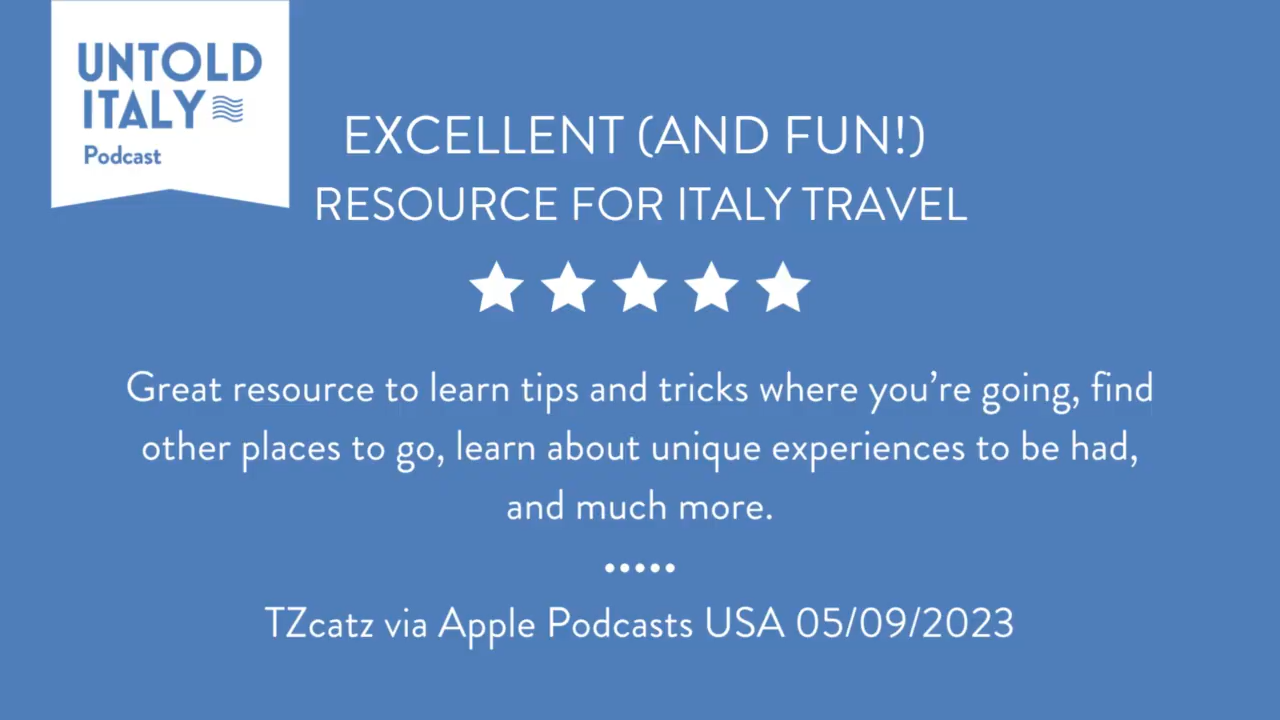 UNTOLD
ITALY
Podcast
EXCELLENT (AND FUN!)
RESOURCE FOR ITALY TRAVEL
Great resource to learn tips and tricks where you’re going, find
other places to go, learn about unique experiences to be had,
and much more.
TZcatz via Apple Podcasts USA 05/09/2023